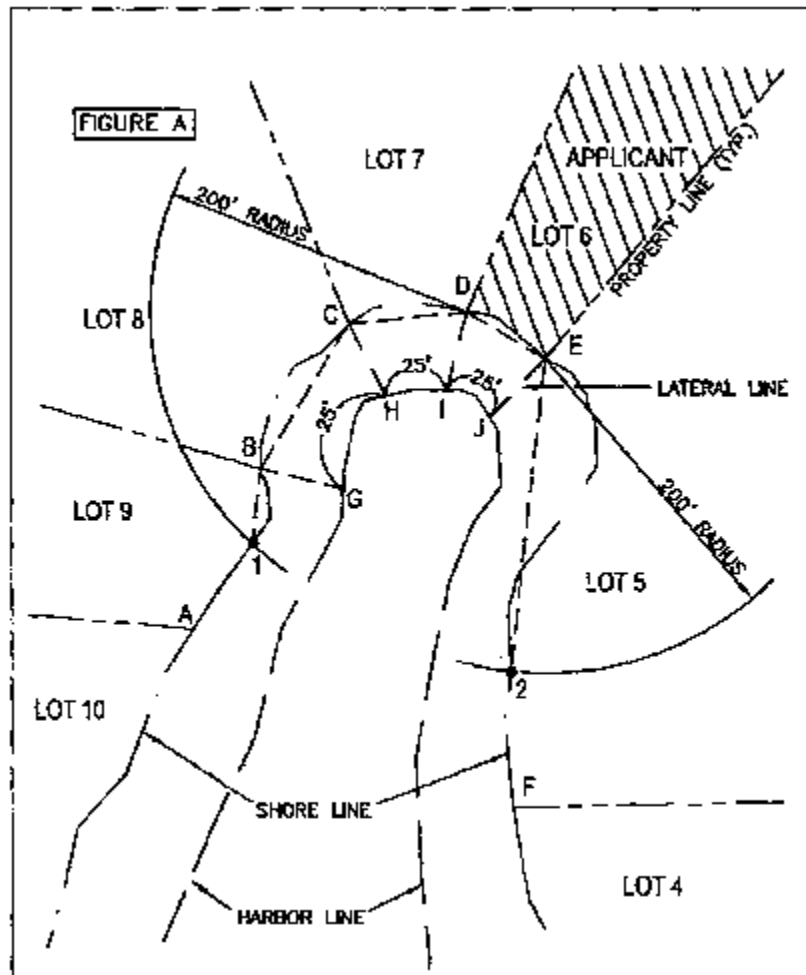 FIGURE A
LOT 7
APPLICANT
PROPERTY LINE (TYP.)
200' RADIUS
LOT 6
D
LOT 8
C
E
25'
25'
LATERAL LINE
25'
H
I
J
B
G
LOT 9
200' RADIUS
1
LOT 5
A
2
LOT 10
SHORE LINE
F
HARBOR LINE
LOT 4